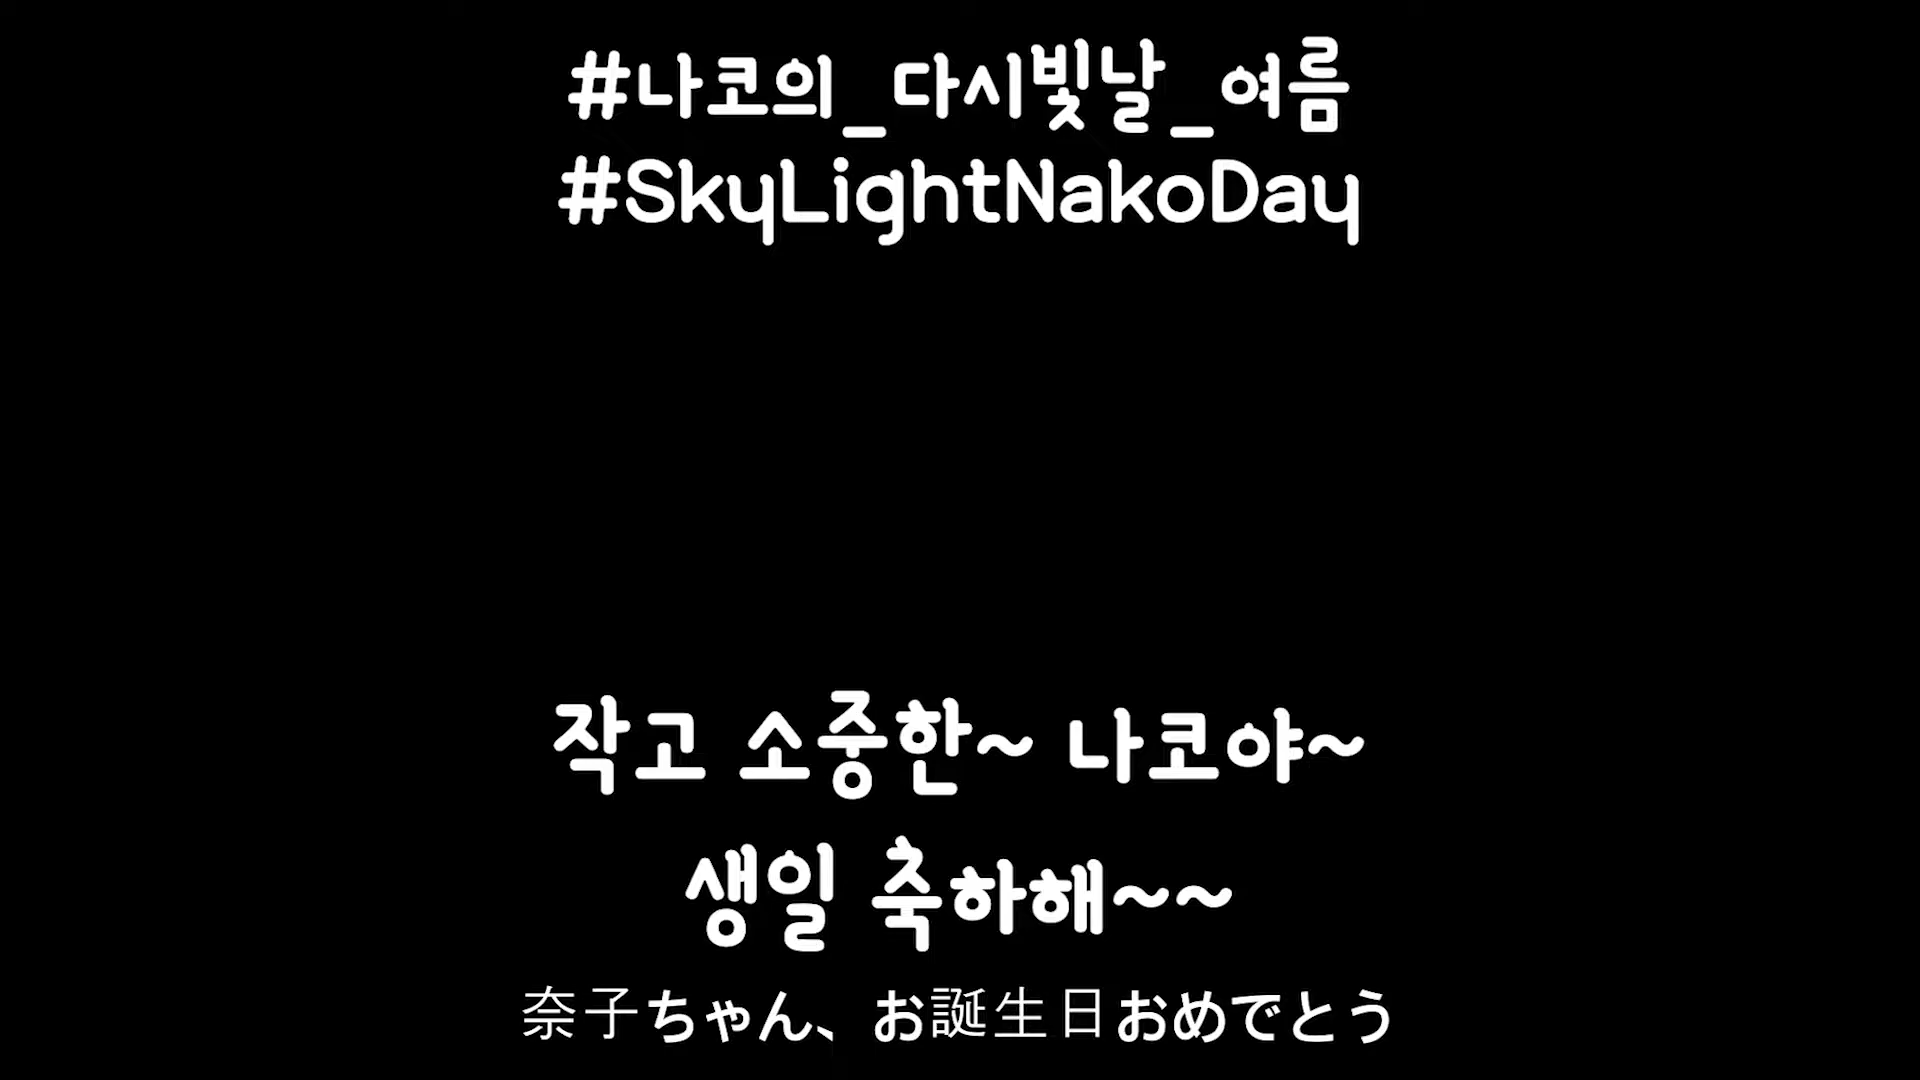 #나코의_다시빛날_여름
#SkyLightNakoDay
작고 소중한~ 나코야~
생일 축하해~~
奈子ちゃん、お誕生日おめでとう